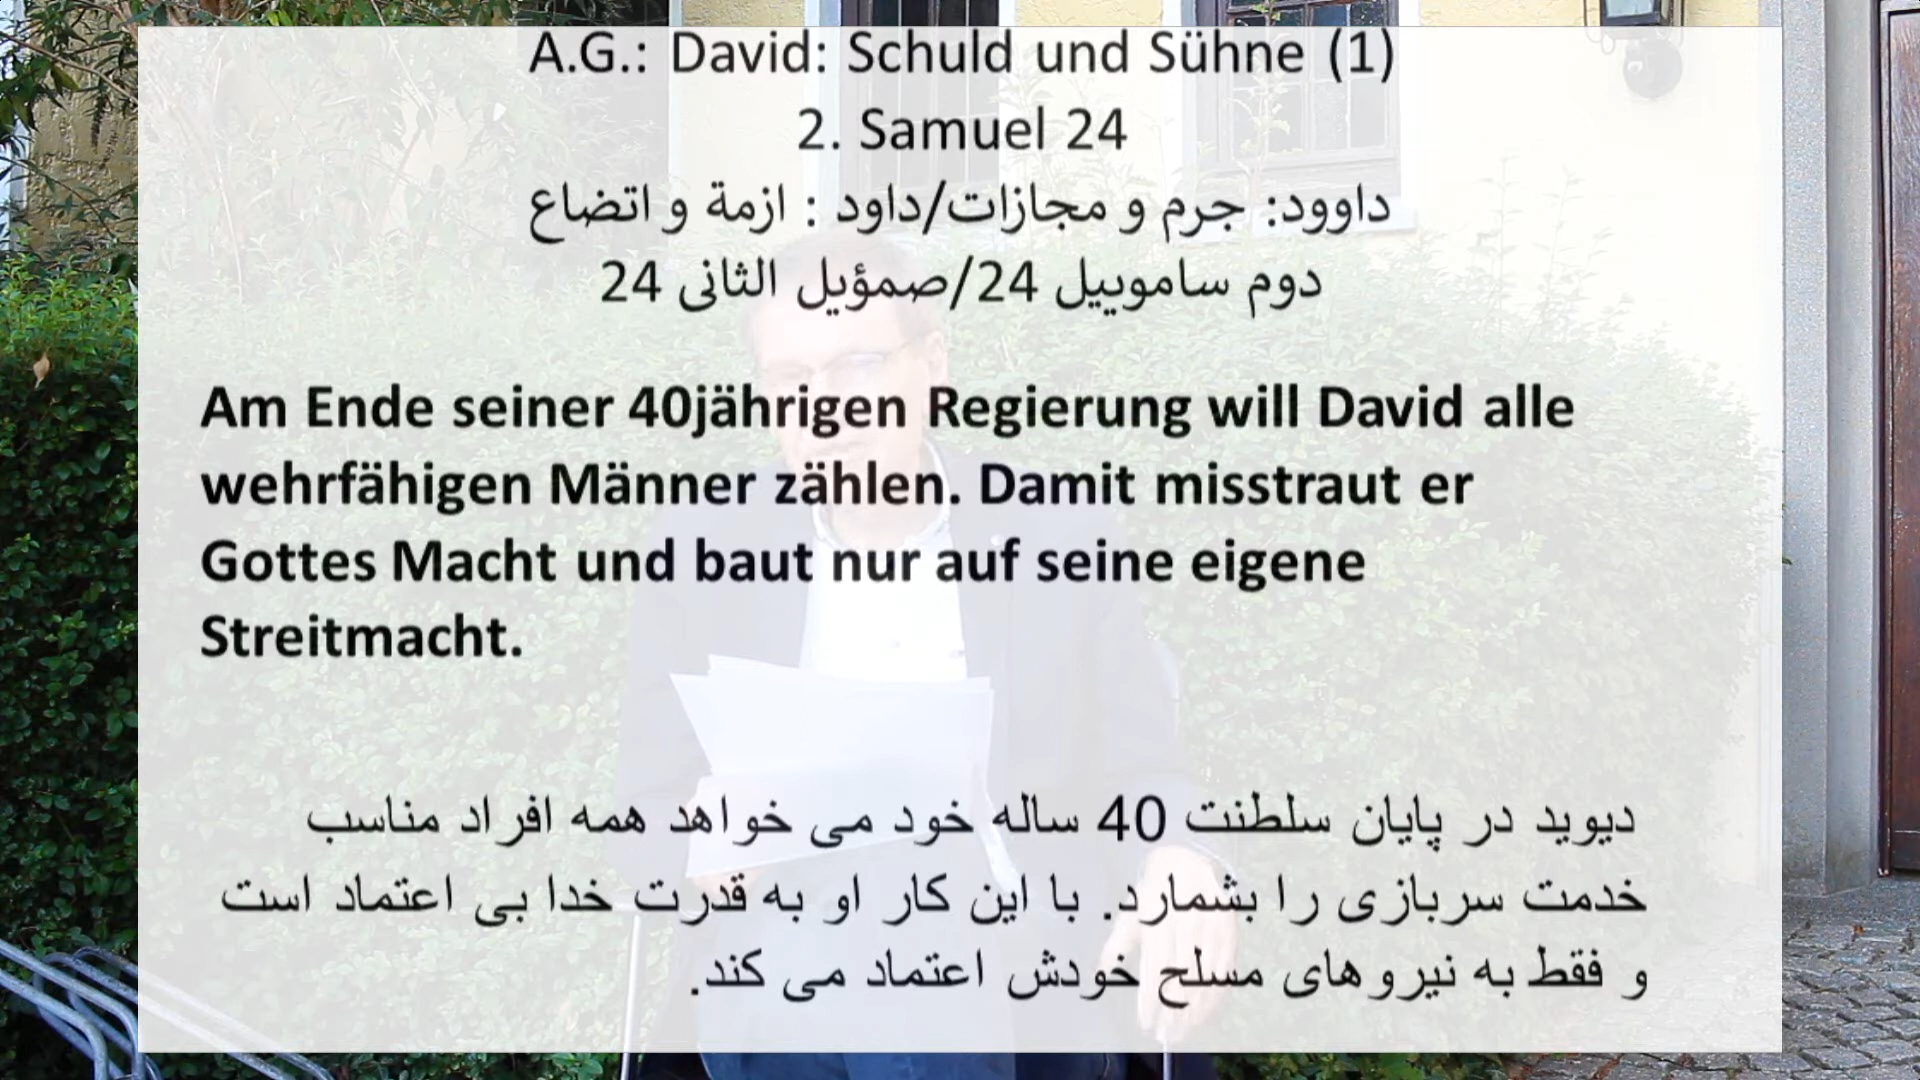 A.G.: David: Schuld und Sühne (1)
2. Samuel 24
داوود: جرم و مجازات/داود : ازمة و اتضاع
دوم ساموییل 24/صمؤيل الثانى 24
Am Ende seiner 40jährigen Regierung will David alle
wehrfähigen Männer zählen. Damit misstraut er
Gottes Macht und baut nur auf seine eigene
Streitmacht.
دیوید در پایان سلطنت 40 ساله خود می خواهد همه افراد مناسب
خدمت سربازی را بشمارد. با این کار او به قدرت خدا بی اعتماد است
و فقط به نیروهای مسلح خودش اعتماد می کند.